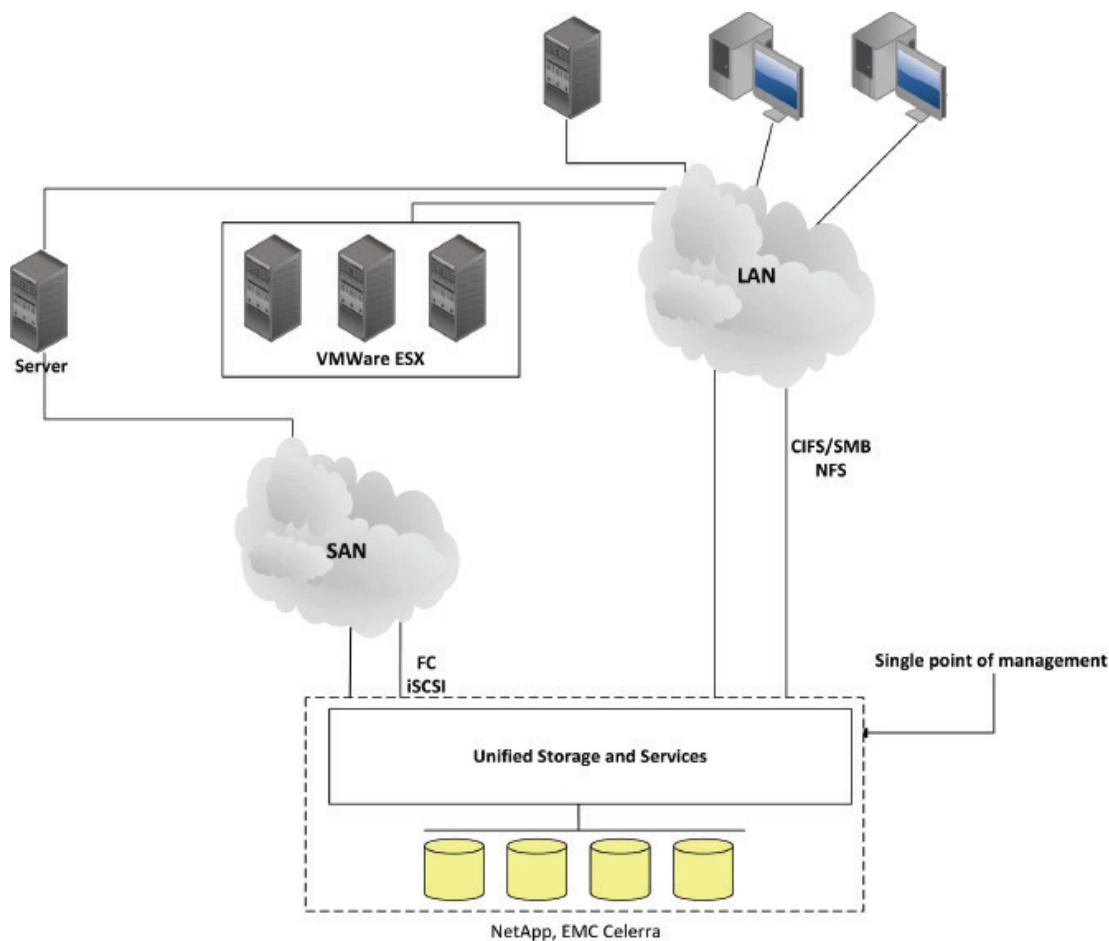 LAN
Server
VMWare ESX
CIFS/SMB
NFS
SAN
FC
iSCSI
Single point of management
Unified Storage and Services
NetApp, EMC Celerra